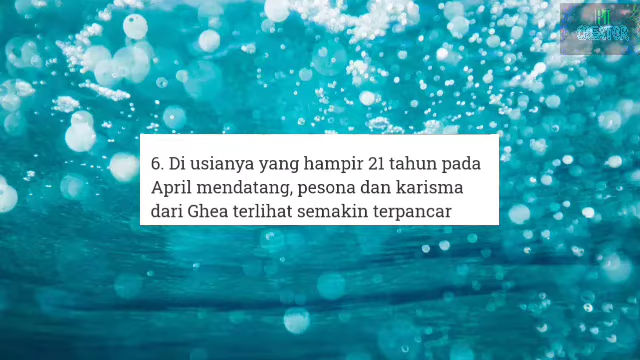 6. Di usianya yang hampir 21 tahun pada
April mendatang, pesona dan karisma
dari Ghea terlihat semakin terpancar